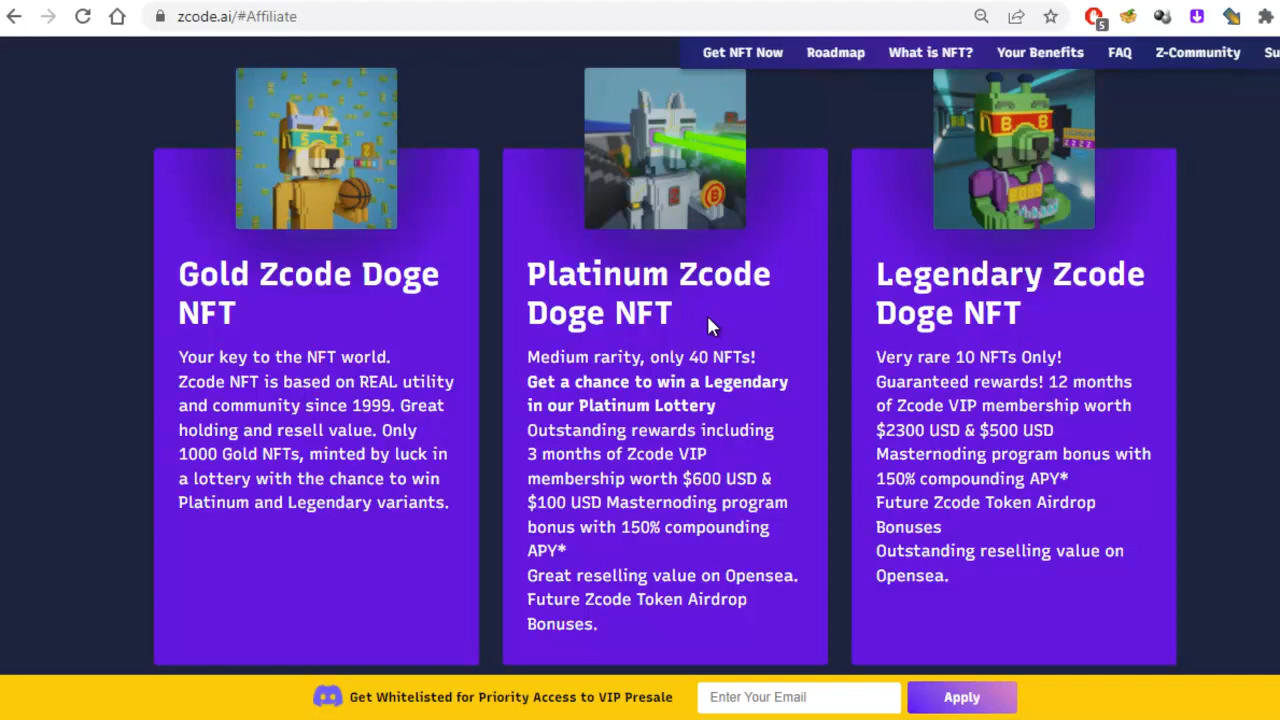 zcode.ai/#Affiliate
5
Get NFT Now Roadmap What is NFT? Your Benefits FAQ Z-Community Su
Gold Zcode Doge
NFT
Your key to the NFT world.
Zcode NFT is based on REAL utility
and community since 1999. Great
holding and resell value. Only
1000 Gold NFTs, minted by luck in
a lottery with the chance to win
Platinum and Legendary variants.
Platinum Zcode
Doge NFT
Medium rarity, only 40 NFTs!
Get a chance to win a Legendary
in our Platinum Lottery
Outstanding rewards including
3 months of Zcode VIP
membership worth $600 USD &
$100 USD Masternoding program
bonus with 150% compounding
APY*
Great reselling value on Opensea.
Future Zcode Token Airdrop
Bonuses.
Legendary Zcode
Doge NFT
Very rare 10 NFTs Only!
Guaranteed rewards! 12 months
of Zcode VIP membership worth
$2300 USD & $500 USD
Masternoding program bonus with
150% compounding APY*
Future Zcode Token Airdrop
Bonuses
Outstanding reselling value on
Opensea.
Get Whitelisted for Priority Access to VIP Presale
Enter Your Email
Apply